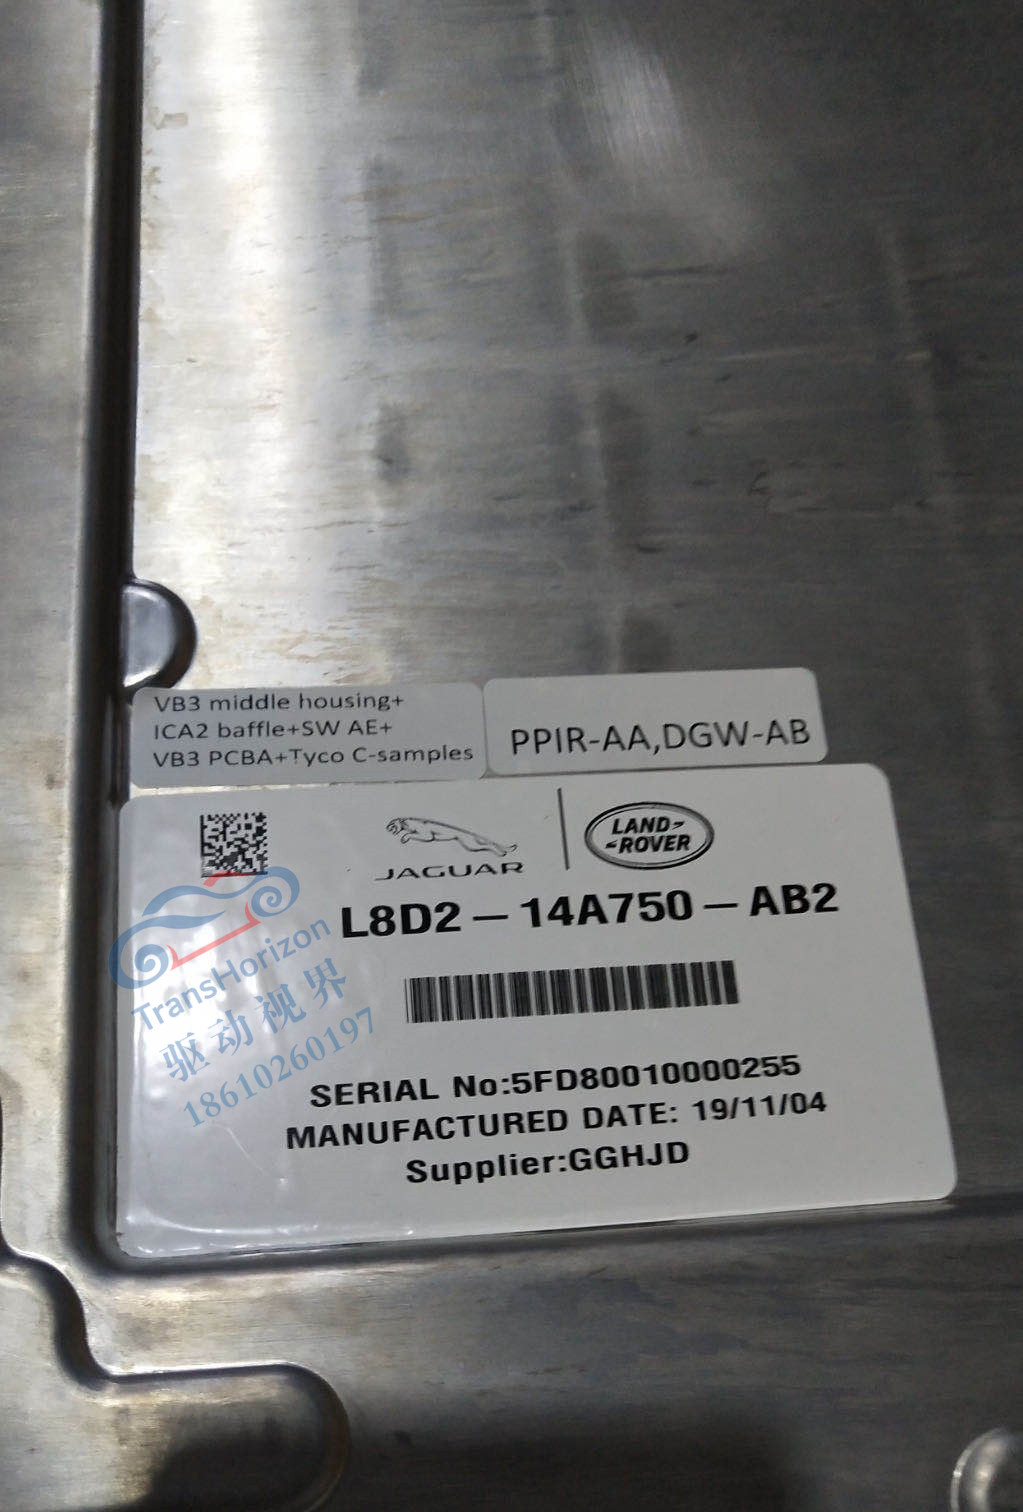 VB3 middle housing+
ICA2 baffle+SW AE+
VB3 PCBA+Tyco C-samples
PPIR-AA,DGW-AB
JAGUAR
LAND-
-ROVER
L8D2-14A750-AB2
TransHorizon
驱动视界
18610260197
SERIAL No:5FD80010000255
MANUFACTURED DATE: 19/11/04
Supplier:GGHJD